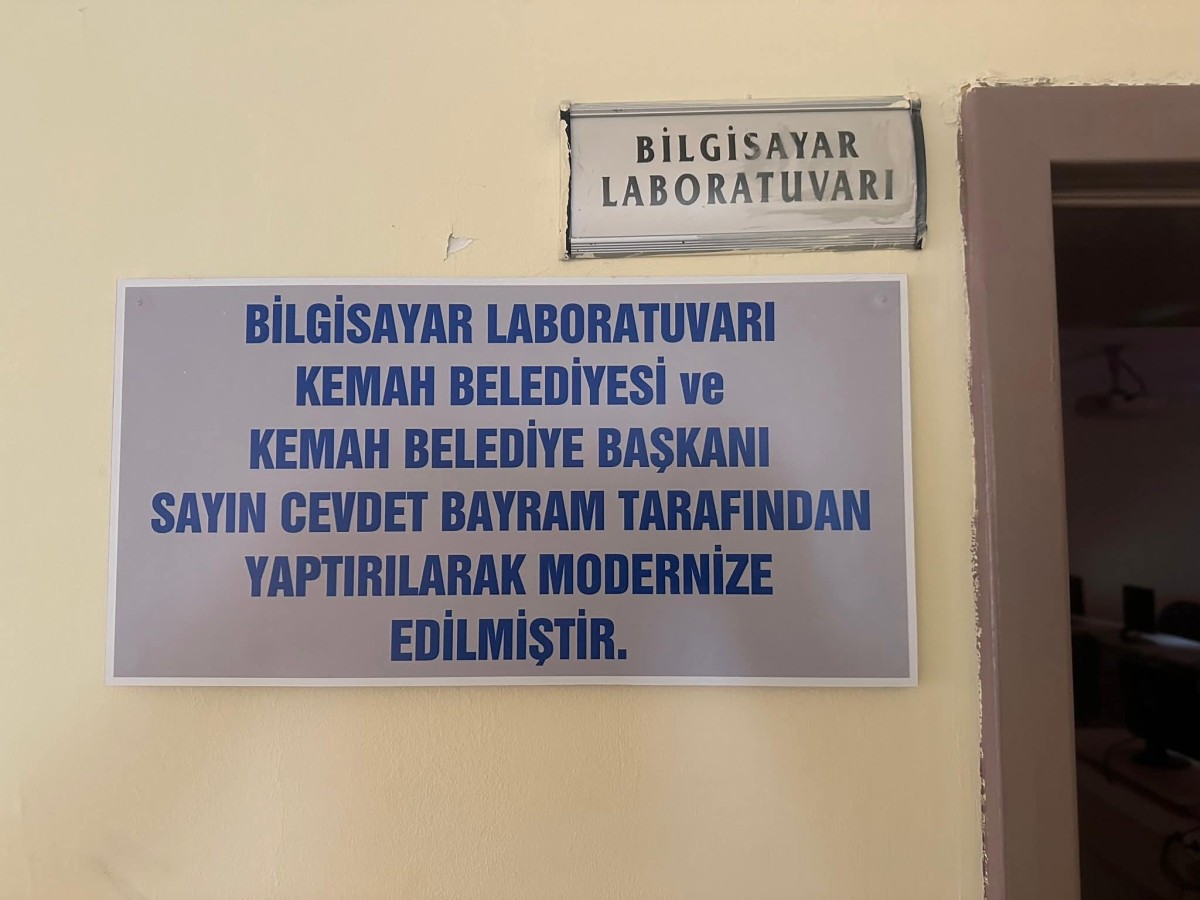 BİLGİSAYAR
LABORATUVARI
BİLGİSAYAR LABORATUVARI
KEMAH BELEDİYESİ ve
KEMAH BELEDİYE BAŞKANI
SAYIN CEVDET BAYRAM TARAFINDAN
YAPTIRILARAK MODERNİZE
EDİLMİŞTİR.